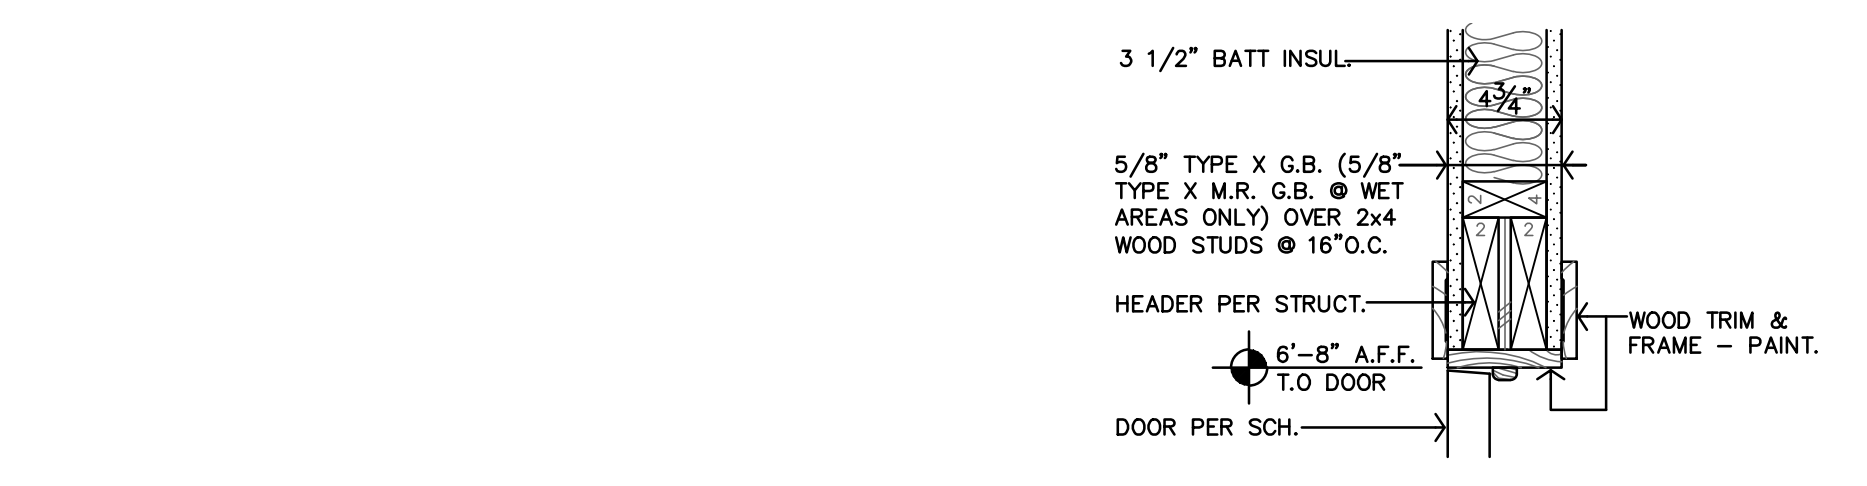 3 1/2" BATT INSUL.
4 3/4"
5/8" TYPE X G.B. (5/8"
TYPE X M.R. G.B. @ WET
AREAS ONLY) OVER 2x4
WOOD STUDS @ 16"O.C.
2 4
2 2
HEADER PER STRUCT.
WOOD TRIM &
FRAME – PAINT.
6'–8" A.F.F.
T.O DOOR
DOOR PER SCH.